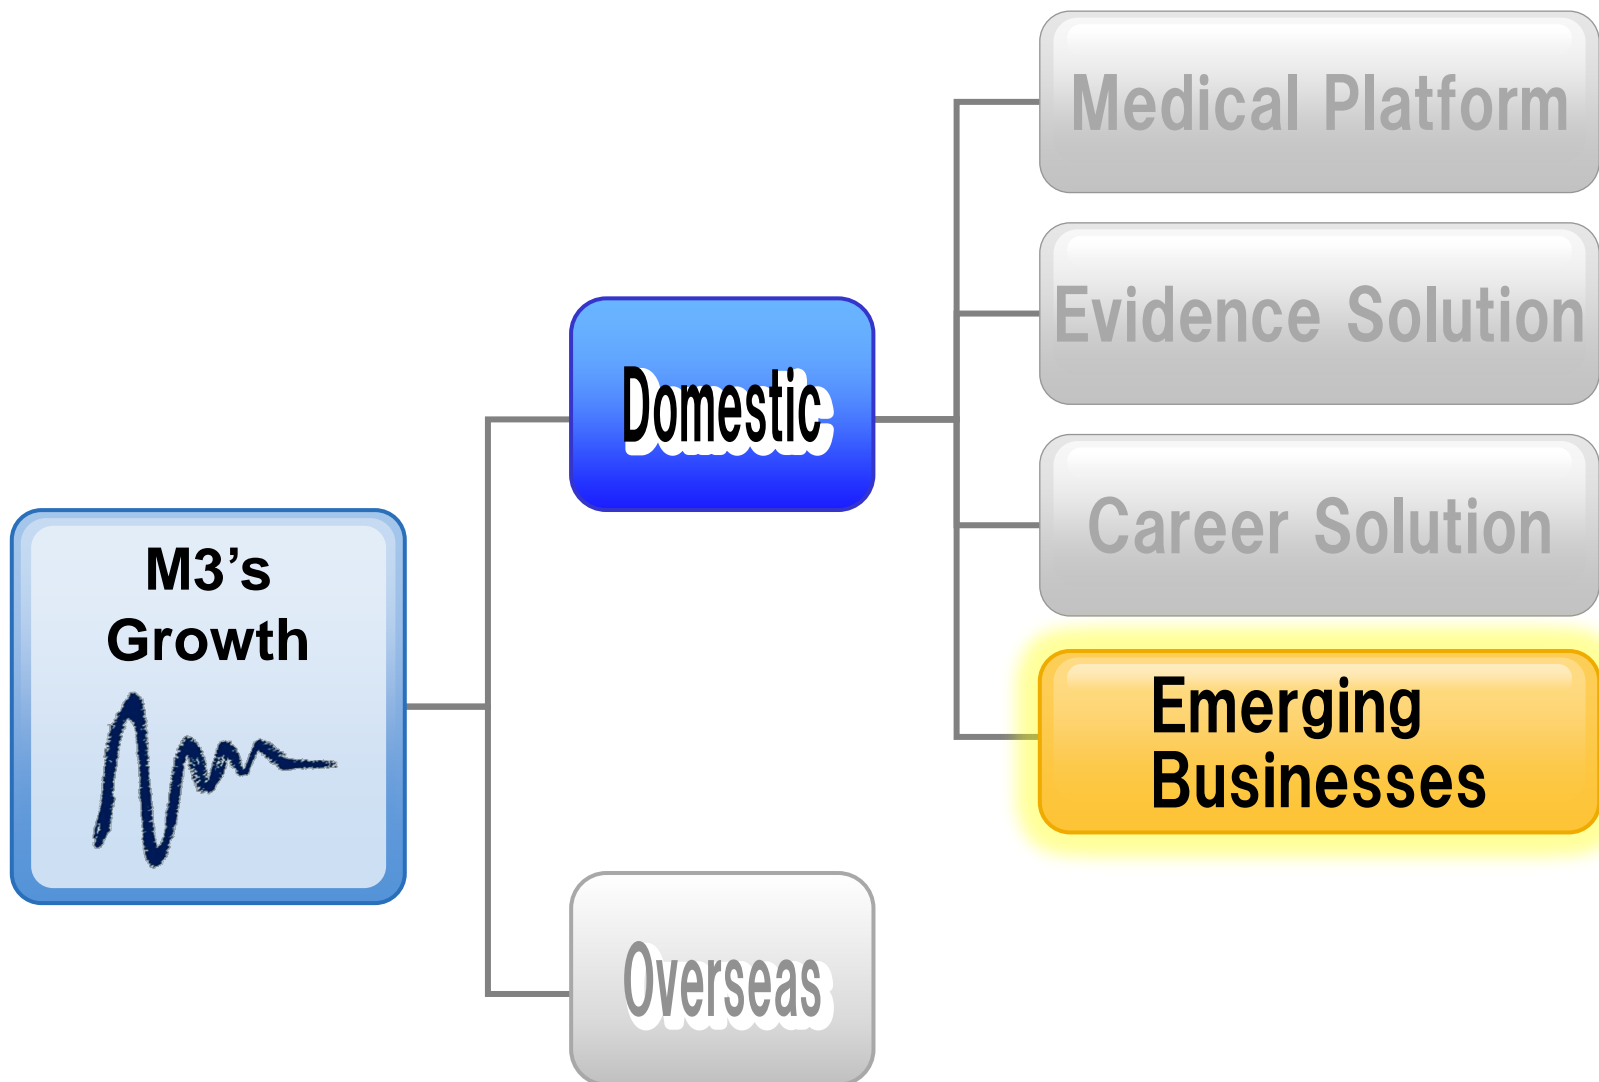 Medical Platform
Evidence Solution
Domestic
Career Solution
M3’s
Growth
Emerging
Businesses
Overseas